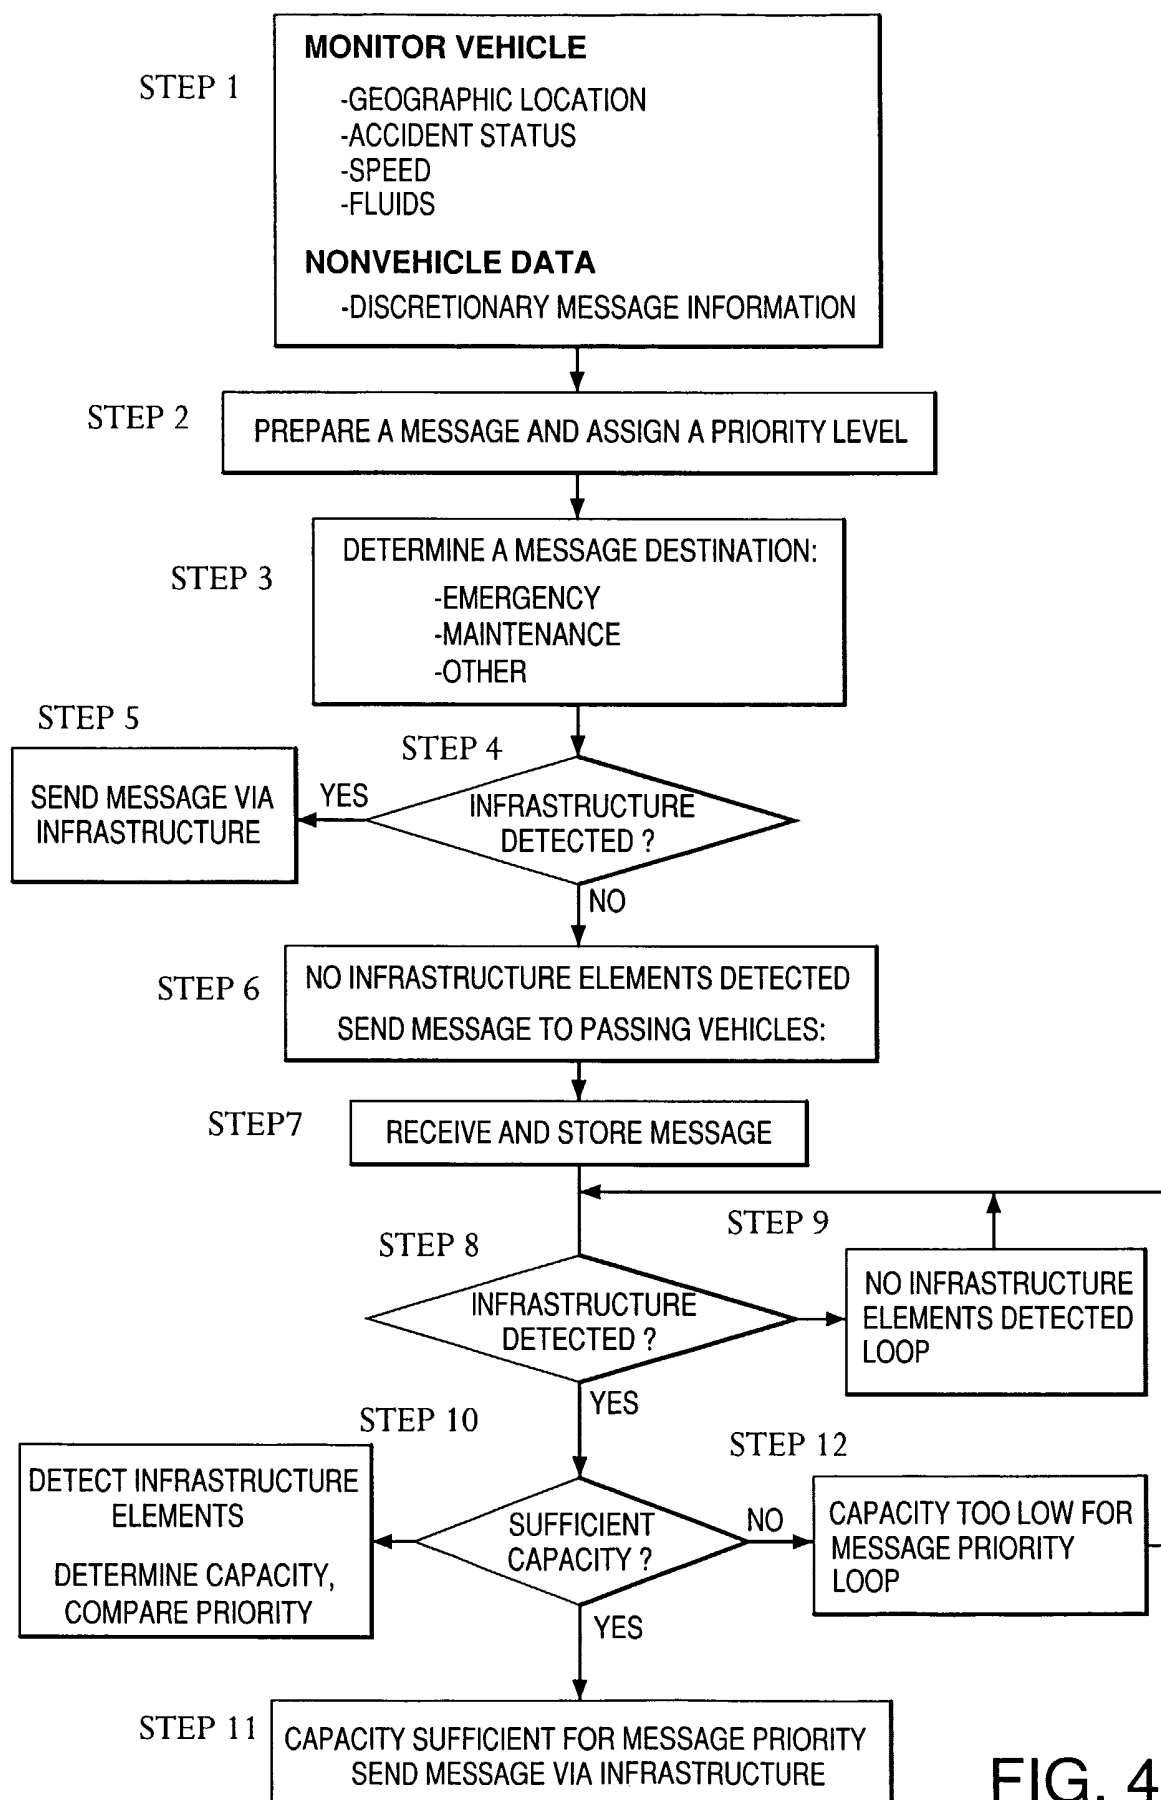 MONITOR VEHICLE
STEP 1
-GEOGRAPHIC LOCATION
-ACCIDENT STATUS
-SPEED
-FLUIDS
NONVEHICLE DATA
-DISCRETIONARY MESSAGE INFORMATION
STEP 2
PREPARE A MESSAGE AND ASSIGN A PRIORITY LEVEL
STEP 3
DETERMINE A MESSAGE DESTINATION:
-EMERGENCY
-MAINTENANCE
-OTHER
STEP 5
SEND MESSAGE VIA
INFRASTRUCTURE
YES
STEP 4
INFRASTRUCTURE
DETECTED ?
NO
STEP 6
NO INFRASTRUCTURE ELEMENTS DETECTED
SEND MESSAGE TO PASSING VEHICLES:
STEP7
RECEIVE AND STORE MESSAGE
STEP 8
INFRASTRUCTURE
DETECTED ?
STEP 9
NO INFRASTRUCTURE
ELEMENTS DETECTED
LOOP
YES
STEP 10
DETECT INFRASTRUCTURE
ELEMENTS
DETERMINE CAPACITY,
COMPARE PRIORITY
SUFFICIENT
CAPACITY ?
NO
STEP 12
CAPACITY TOO LOW FOR
MESSAGE PRIORITY
LOOP
YES
STEP 11
CAPACITY SUFFICIENT FOR MESSAGE PRIORITY
SEND MESSAGE VIA INFRASTRUCTURE
FIG. 4